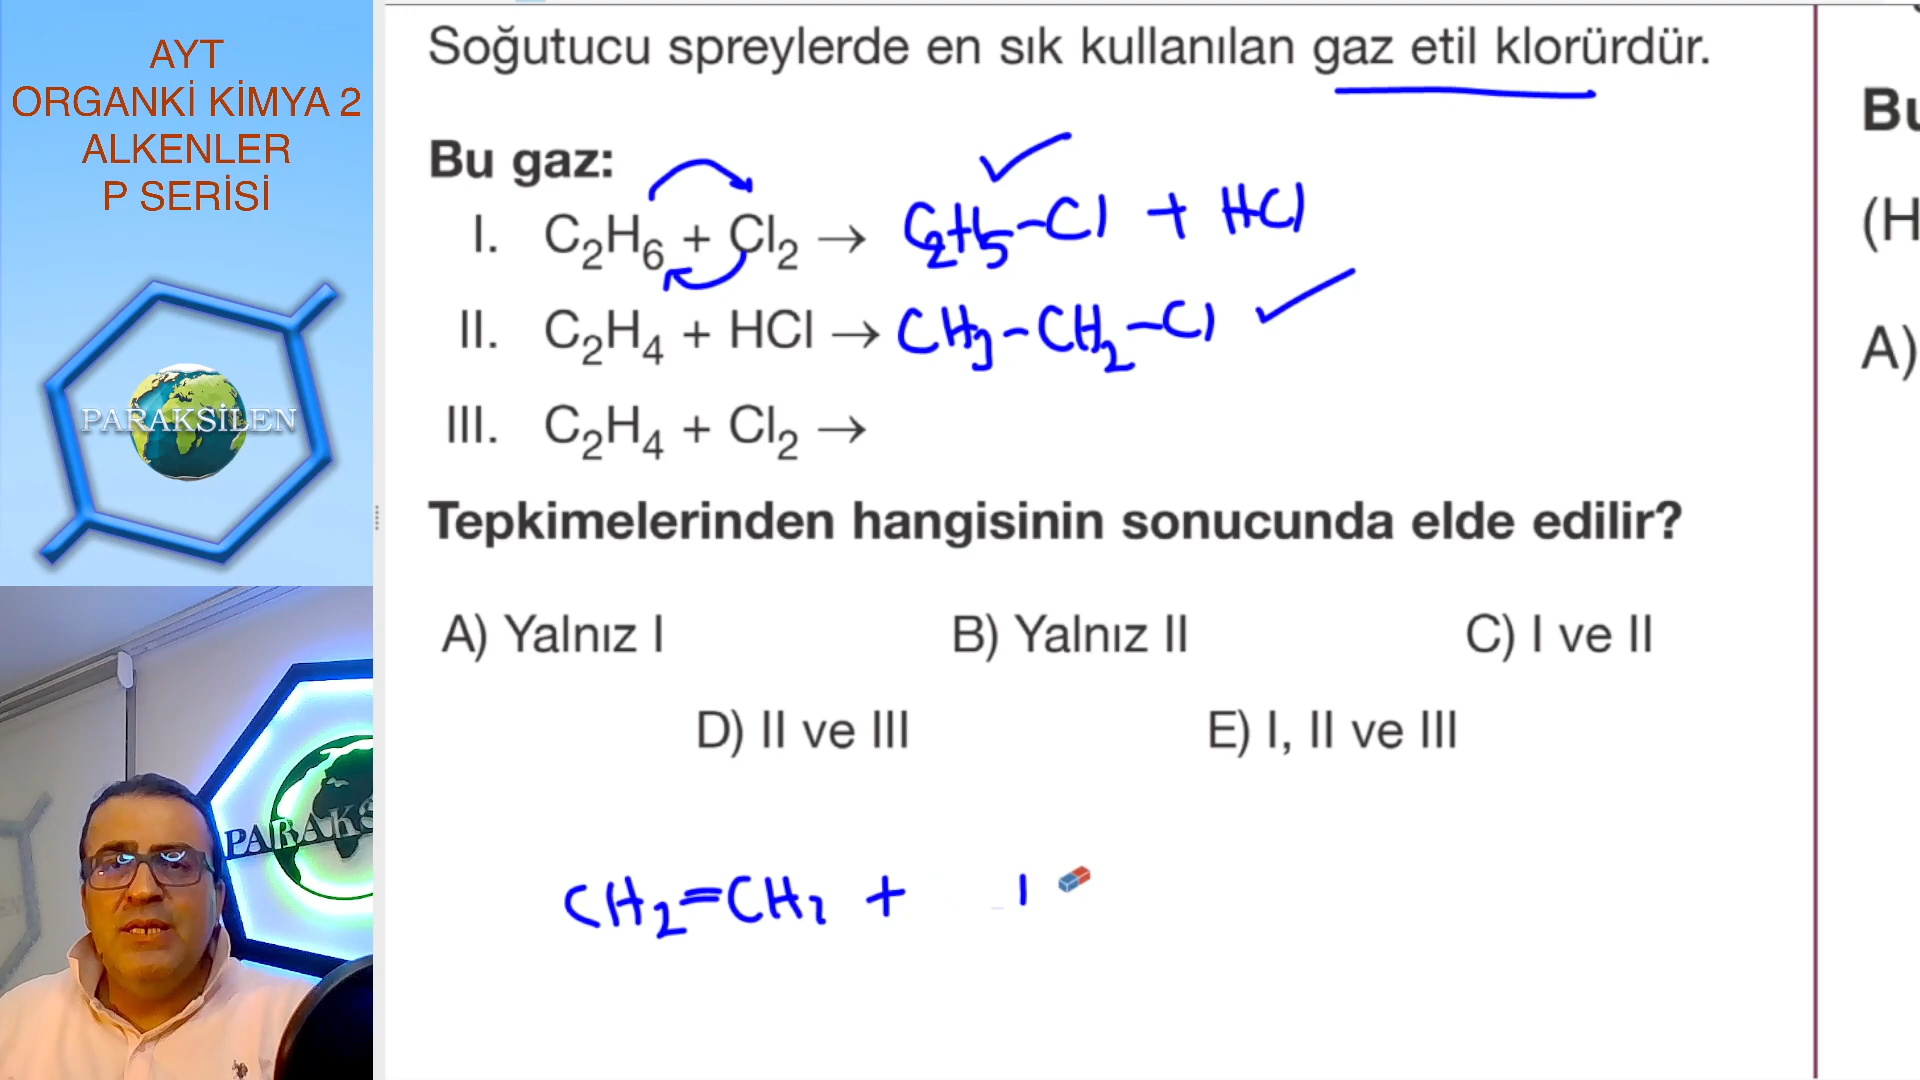 AYT
ORGANKİ KİMYA 2
ALKENLER
P SERİSİ
PARAKSİLEN
PARAKS
Soğutucu spreylerde en sık kullanılan gaz etil klorürdür.
Bu gaz:
I. C₂H₆ + Cl₂ → C₂H₅-Cl + HCl
II. C₂H₄ + HCl → CH₃-CH₂-Cl
III. C₂H₄ + Cl₂ →
Tepkimelerinden hangisinin sonucunda elde edilir?
A) Yalnız I B) Yalnız II C) I ve II
D) II ve III E) I, II ve III
CH₂=CH₂ +
(H
A)